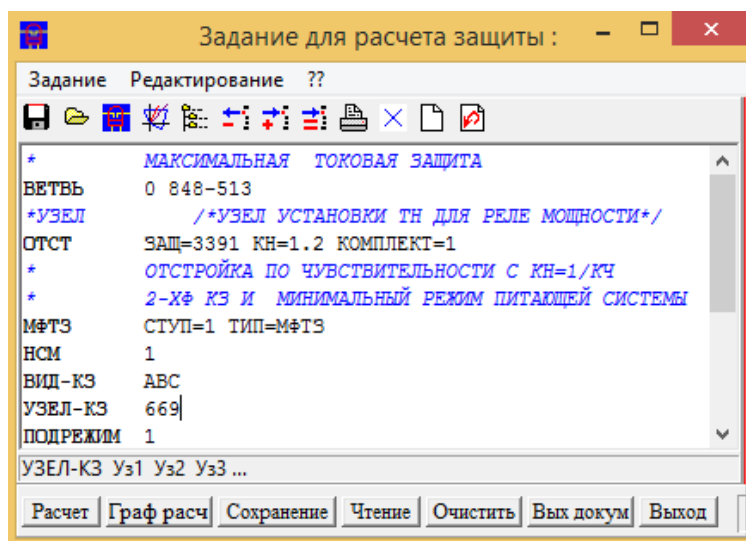 Задание для расчета защиты :
Задание Редактирование ??
* МАКСИМАЛЬНАЯ ТОКОВАЯ ЗАЩИТА
ВЕТВЬ 0 848-513
*УЗЕЛ /*УЗЕЛ УСТАНОВКИ ТН ДЛЯ РЕЛЕ МОЩНОСТИ*/
ОТСТ ЗАЩ=3391 КН=1.2 КОМПЛЕКТ=1
* ОТСТРОЙКА ПО ЧУВСТВИТЕЛЬНОСТИ С КН=1/КЧ
* 2-ХФ КЗ И МИНИМАЛЬНЫЙ РЕЖИМ ПИТАЮЩЕЙ СИСТЕМЫ
МФТЗ СТУП=1 ТИП=МФТЗ
НСМ 1
ВИД-КЗ АВС
УЗЕЛ-КЗ 669
ПОДРЕЖИМ 1
УЗЕЛ-КЗ Уз1 Уз2 Уз3 ...
Расчет Граф расч Сохранение Чтение Очистить Вых докум Выход